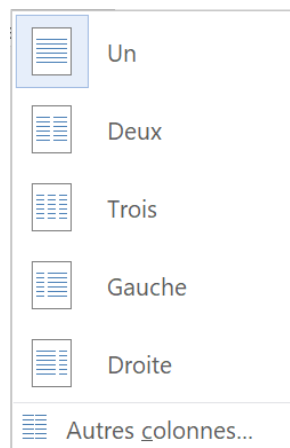 Un
Deux
Trois
Gauche
Droite
Autres colonnes...